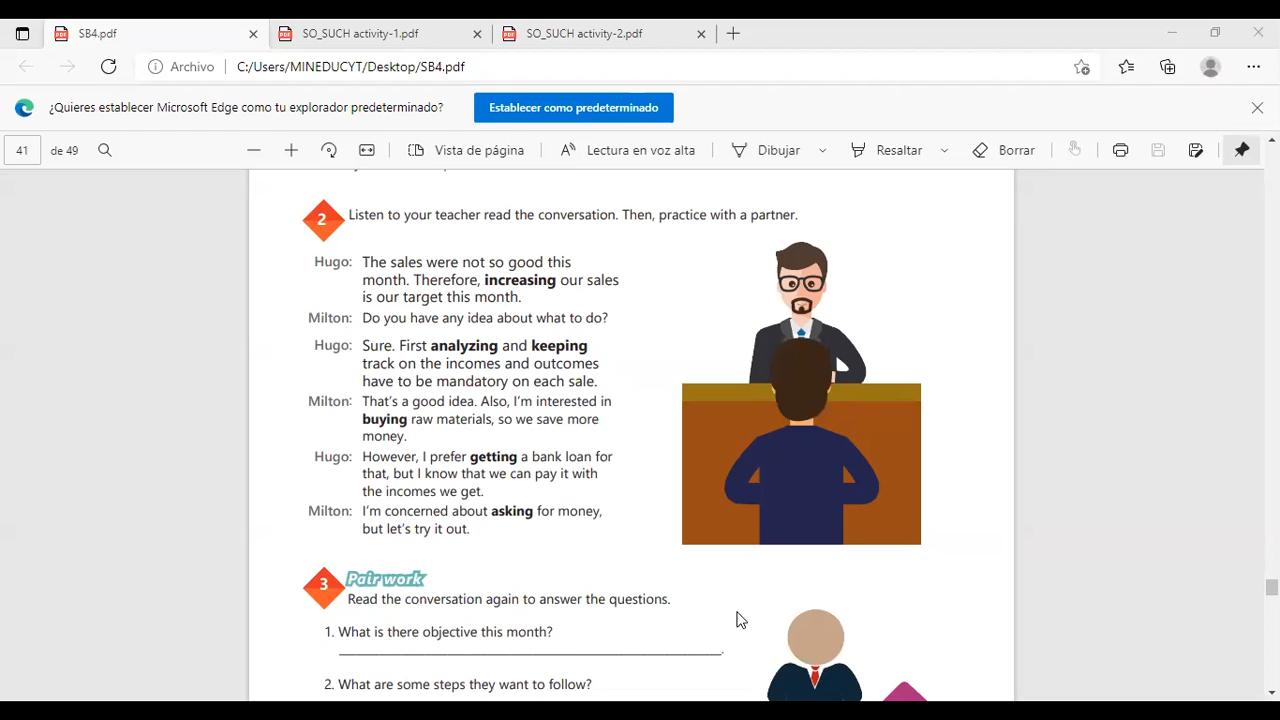 SB4.pdf
SO_SUCH activity-1.pdf
SO_SUCH activity-2.pdf
Archivo
C:/Users/MINEDUCYT/Desktop/SB4.pdf
¿Quieres establecer Microsoft Edge como tu explorador predeterminado?
Establecer como predeterminado
41 de 49
Vista de página
Lectura en voz alta
Dibujar
Resaltar
Borrar
2 Listen to your teacher read the conversation. Then, practice with a partner.
Hugo: The sales were not so good this
month. Therefore, increasing our sales
is our target this month.
Milton: Do you have any idea about what to do?
Hugo: Sure. First analyzing and keeping
track on the incomes and outcomes
have to be mandatory on each sale.
Milton: That's a good idea. Also, I'm interested in
buying raw materials, so we save more
money.
Hugo: However, I prefer getting a bank loan for
that, but I know that we can pay it with
the incomes we get.
Milton: I'm concerned about asking for money,
but let's try it out.
3 Pair work
Read the conversation again to answer the questions.
1. What is there objective this month?
2. What are some steps they want to follow?